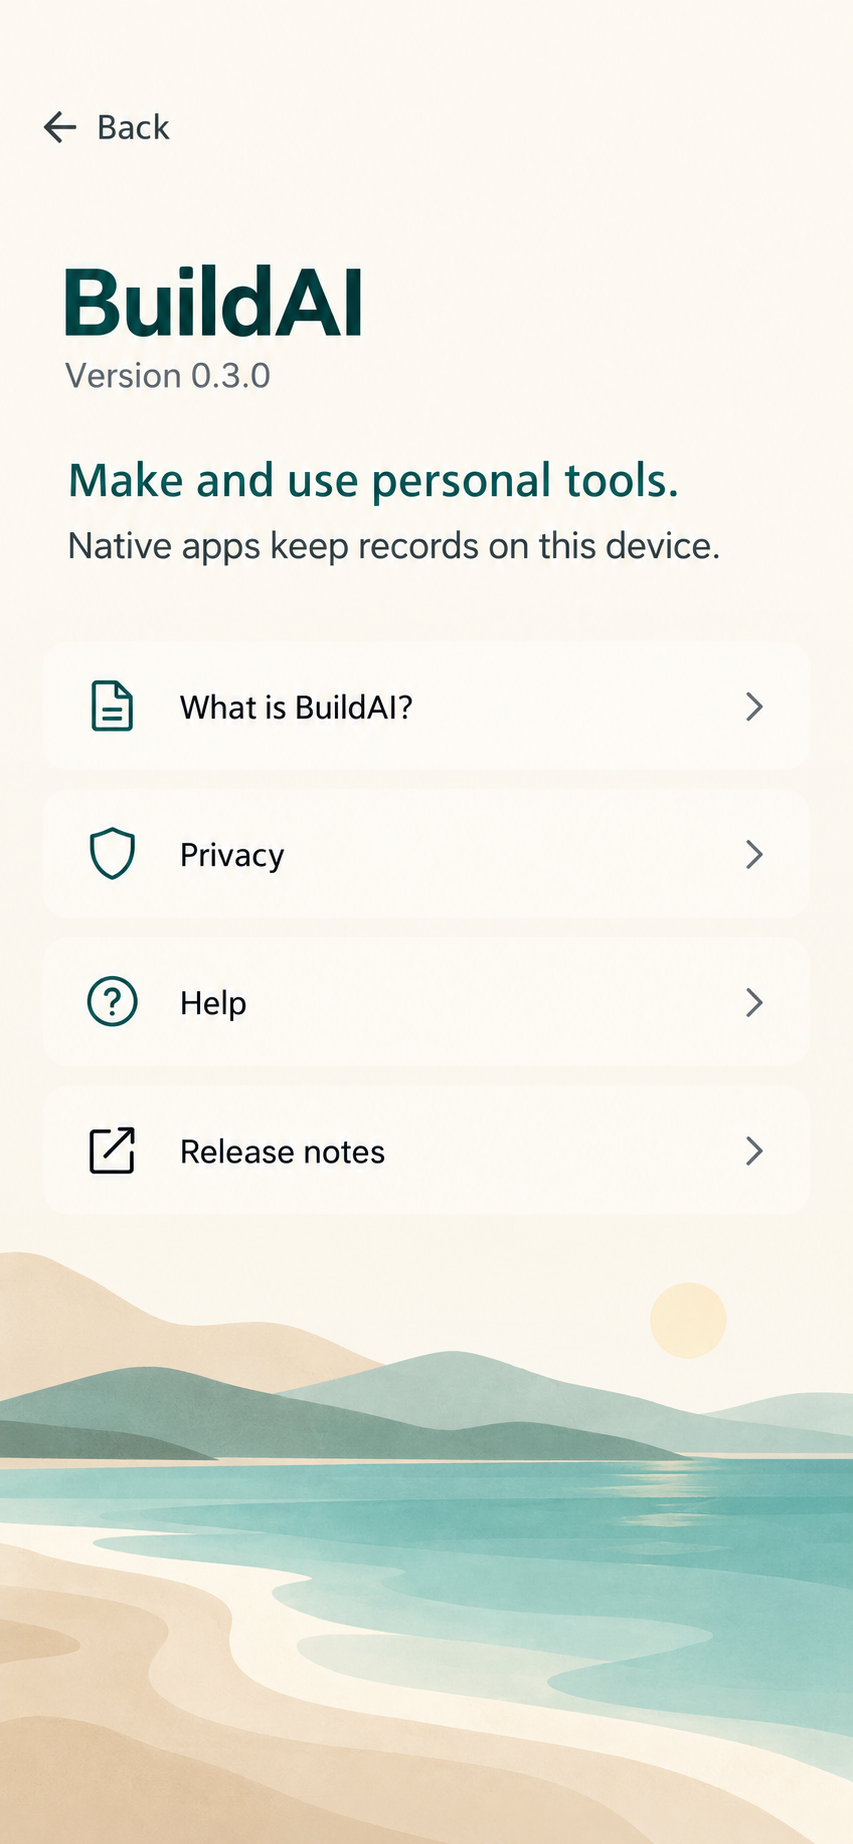 Back
BuildAI
Version 0.3.0
Make and use personal tools.
Native apps keep records on this device.
What is BuildAI?
Privacy
Help
Release notes